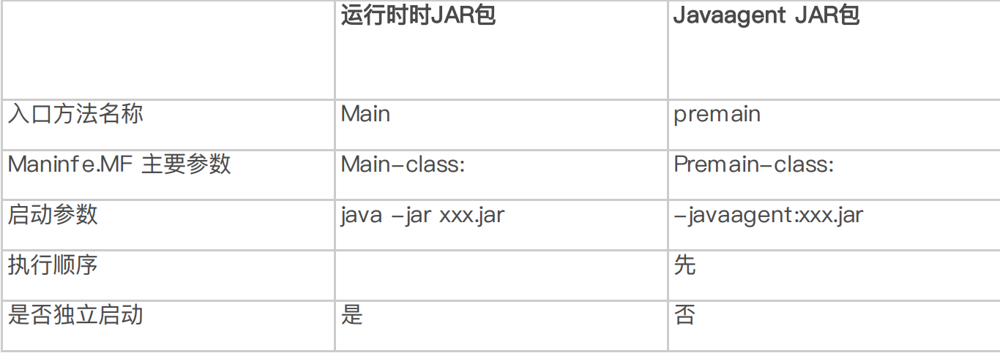 运行时时JAR包 Javaagent JAR包
入口方法名称 Main premain
Maninfe.MF 主要参数 Main-class: Premain-class:
启动参数 java -jar xxx.jar -javaagent:xxx.jar
执行顺序 先
是否独立启动 是 否